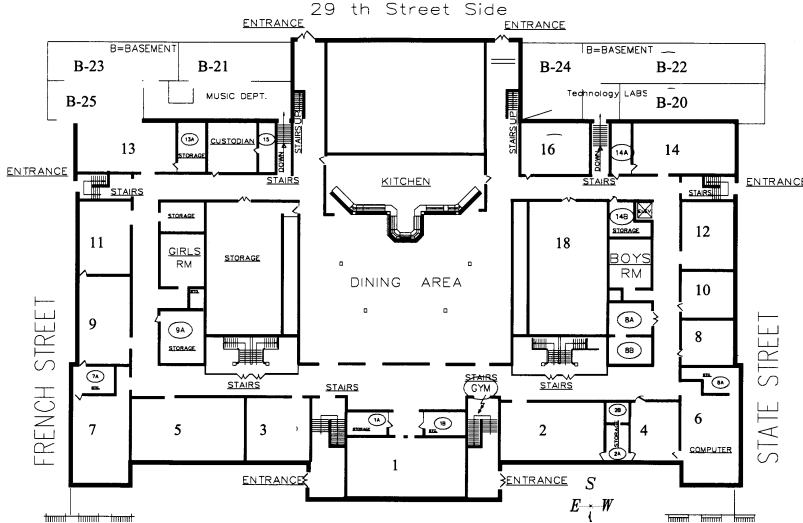 29 th Street Side
ENTRANCE
ENTRANCE
B=BASEMENT
B=BASEMENT
B-23
B-21
B-24
B-22
B-25
MUSIC DEPT.
Technology LABS
B-20
STAIRS UP
STAIRS UP
13
13A
STORAGE
CUSTODIAN
15
DOWN
16
DOWN
14A
14
ENTRANCE
STAIRS
STAIRS
KITCHEN
STAIRS
STAIRS
ENTRANCE
STORAGE
14B
STORAGE
11
GIRLS
RM
STORAGE
18
BOYS
RM
12
DINING AREA
10
9
9A
STORAGE
8A
8
8B
FRENCH STREET
STATE STREET
STAIRS
STAIRS
STAIRS
GYM
STAIRS
7A
8A
7
5
3
1A
STORAGE
1B
2
2B
STORAGE
2A
4
6
COMPUTER
1
ENTRANCE
ENTRANCE
S
E W